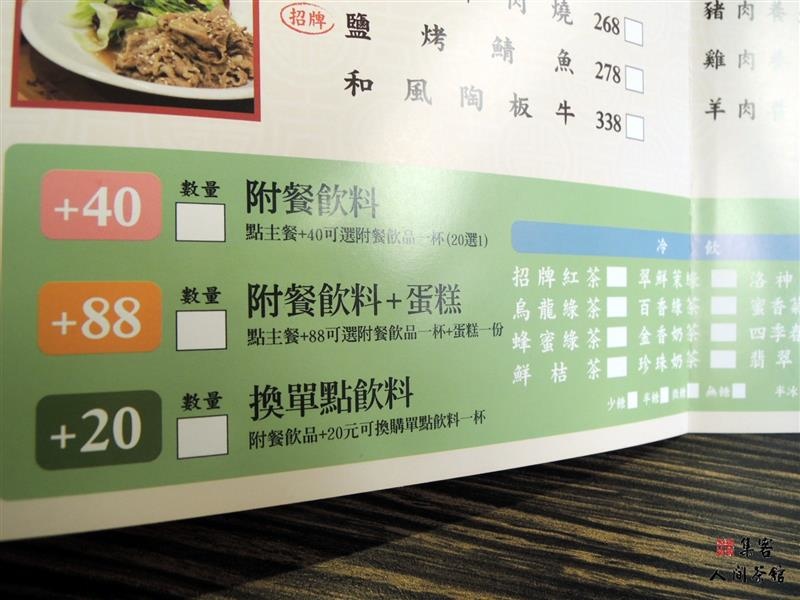 肉燒 268
招牌 鹽烤鯖魚 278
和風陶板牛 338
豬肉
雞肉
羊肉
+40 數量 附餐飲料
點主餐+40可選附餐飲品一杯(20選1)
+88 數量 附餐飲料+蛋糕
點主餐+88可選附餐飲品一杯+蛋糕一份
+20 數量 換單點飲料
附餐飲品+20元可換購單點飲料一杯
冷飲
招牌紅茶 翠鮮茉綠 洛神
烏龍綠茶 百香綠茶 蜜香
蜂蜜綠茶 金香奶茶 四季春
鮮桔茶 珍珠奶茶 翡翠
少糖 半糖 微糖 無糖 半冰
集客
人間茶館